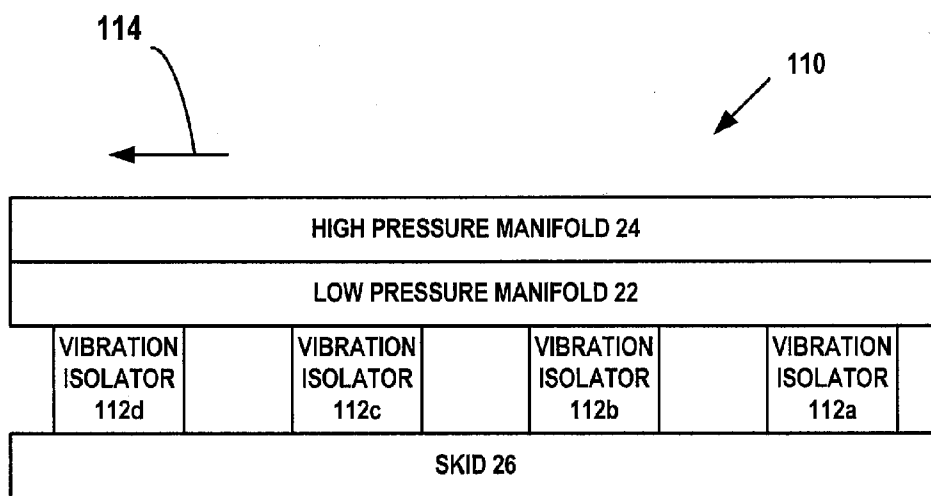 114
110
HIGH PRESSURE MANIFOLD 24
LOW PRESSURE MANIFOLD 22
VIBRATION
ISOLATOR
112d
VIBRATION
ISOLATOR
112c
VIBRATION
ISOLATOR
112b
VIBRATION
ISOLATOR
112a
SKID 26